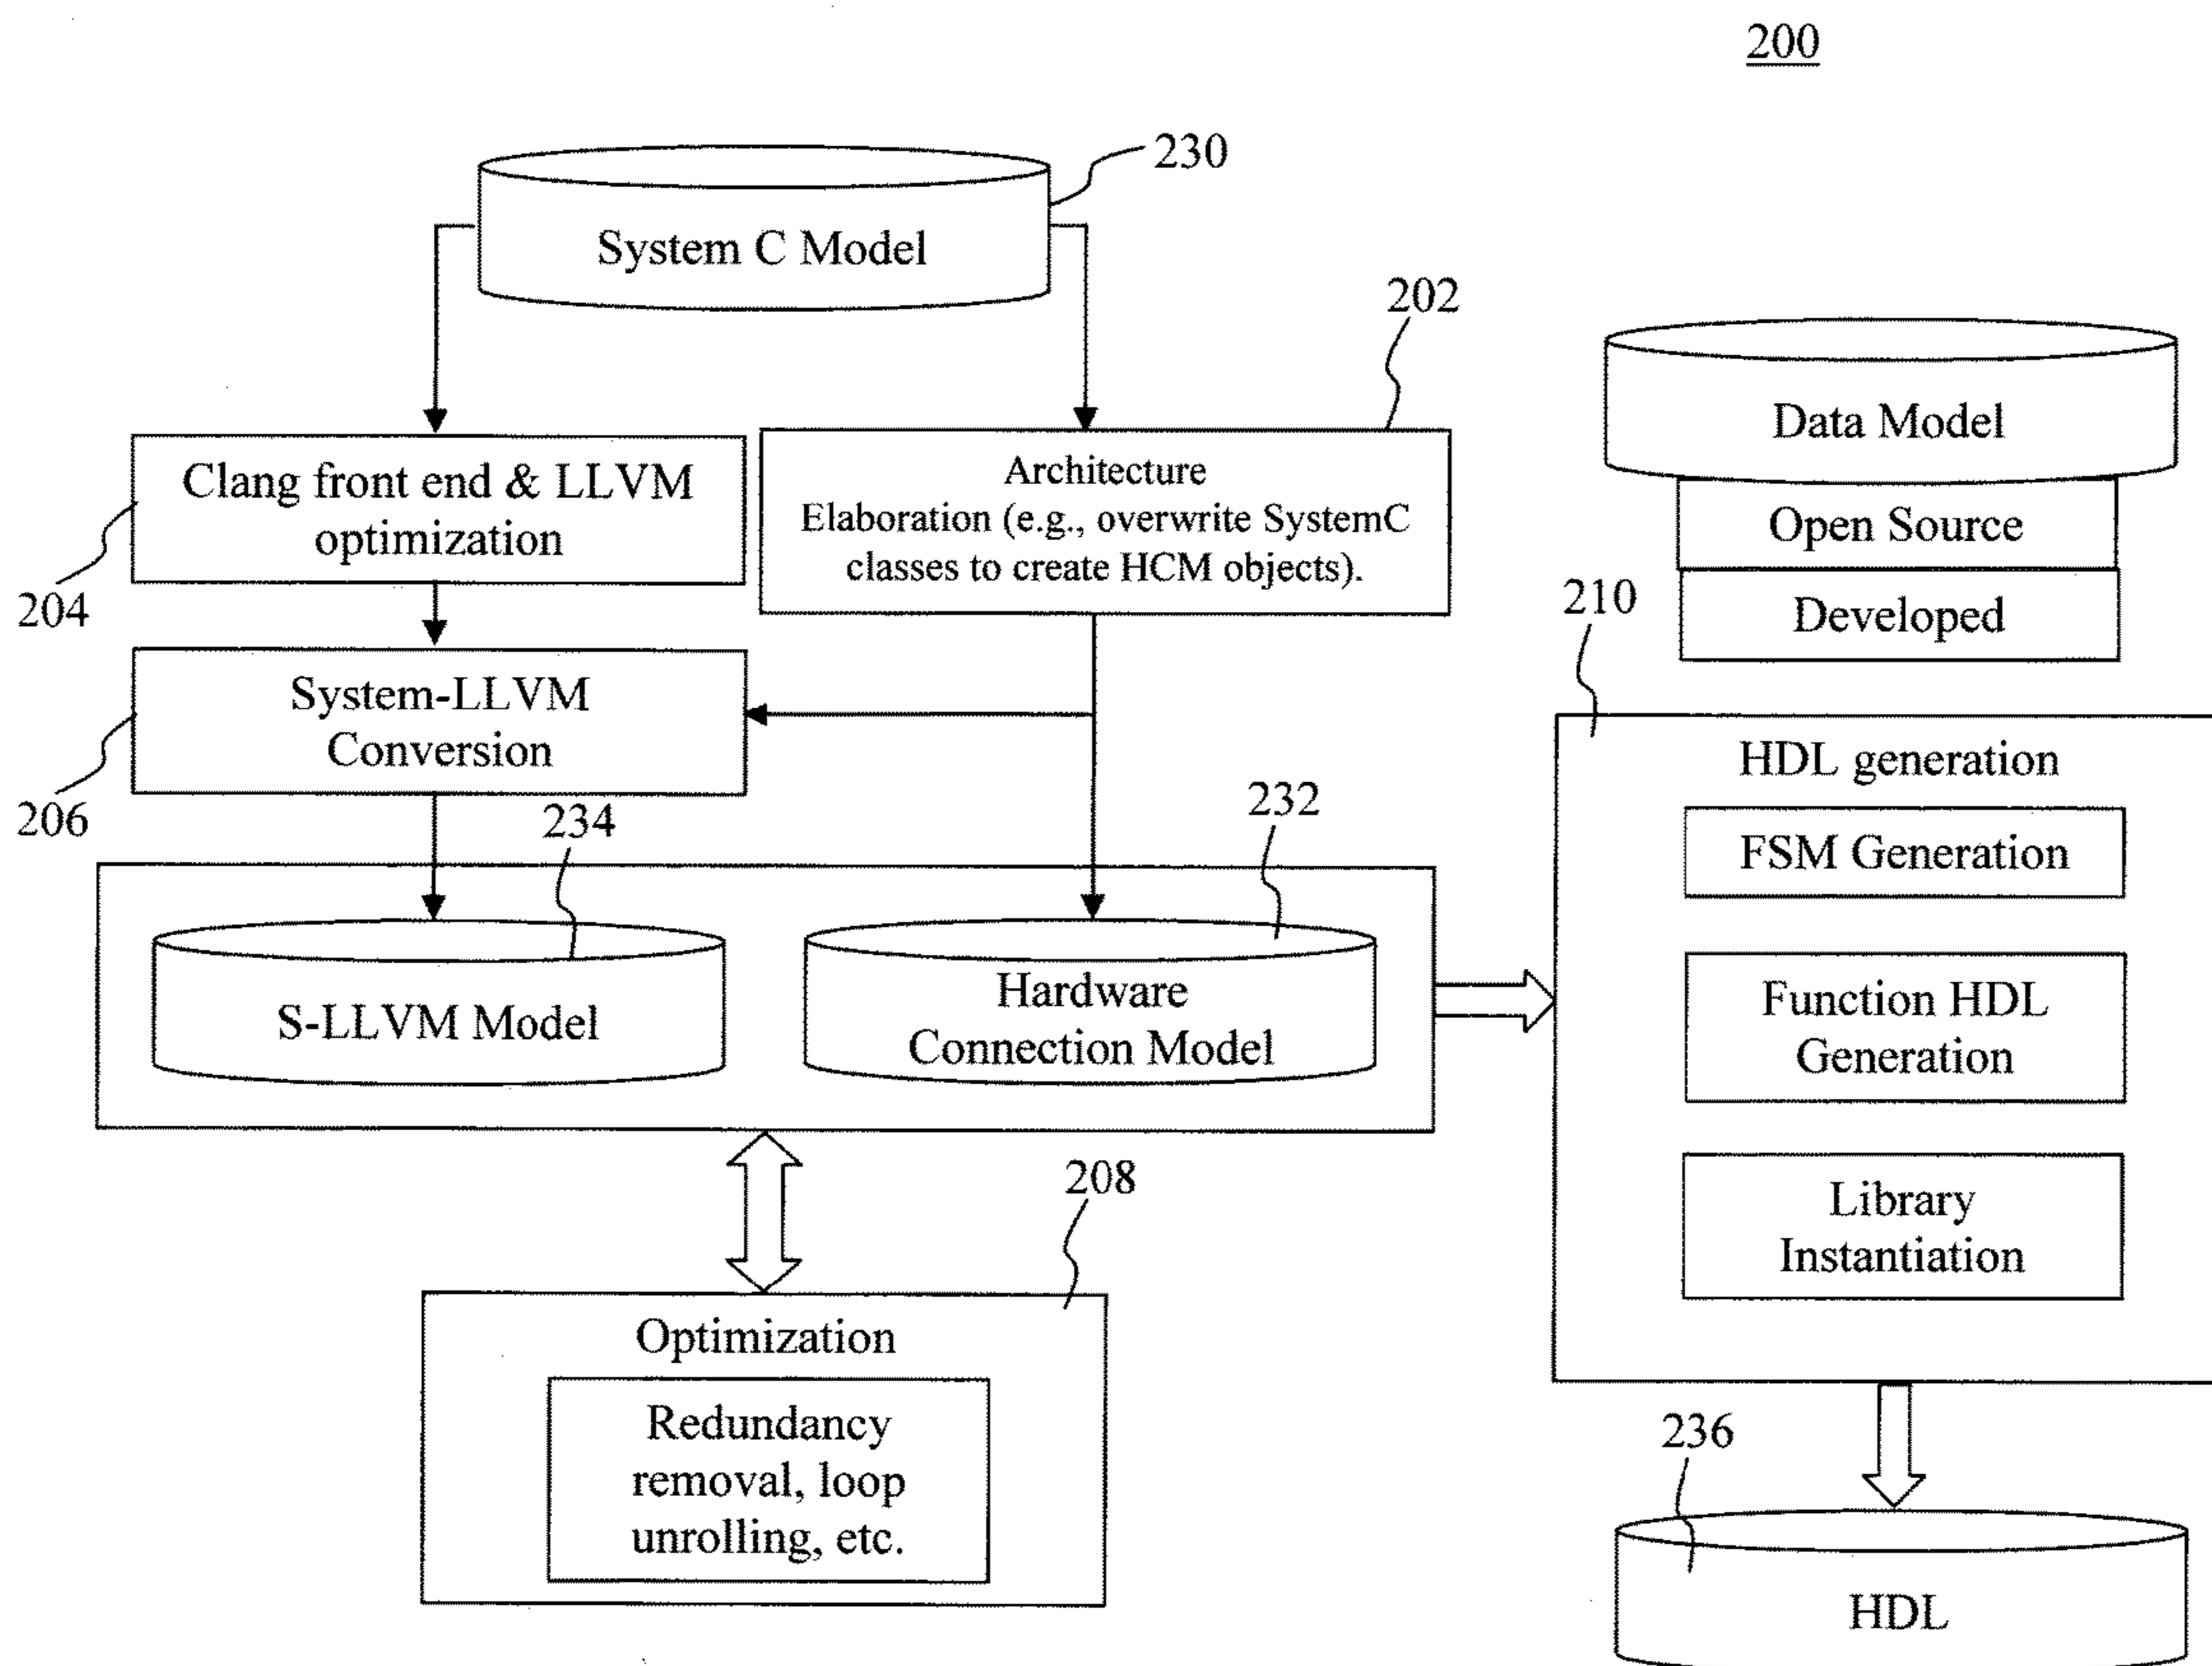 200
230
System C Model
202
Data Model
Clang front end & LLVM
optimization
Architecture
Elaboration (e.g., overwrite SystemC
classes to create HCM objects).
Open Source
Developed
204
210
System-LLVM
Conversion
206
HDL generation
FSM Generation
Function HDL
Generation
Library
Instantiation
234
232
S-LLVM Model
Hardware
Connection Model
208
Optimization
Redundancy
removal, loop
unrolling, etc.
236
HDL